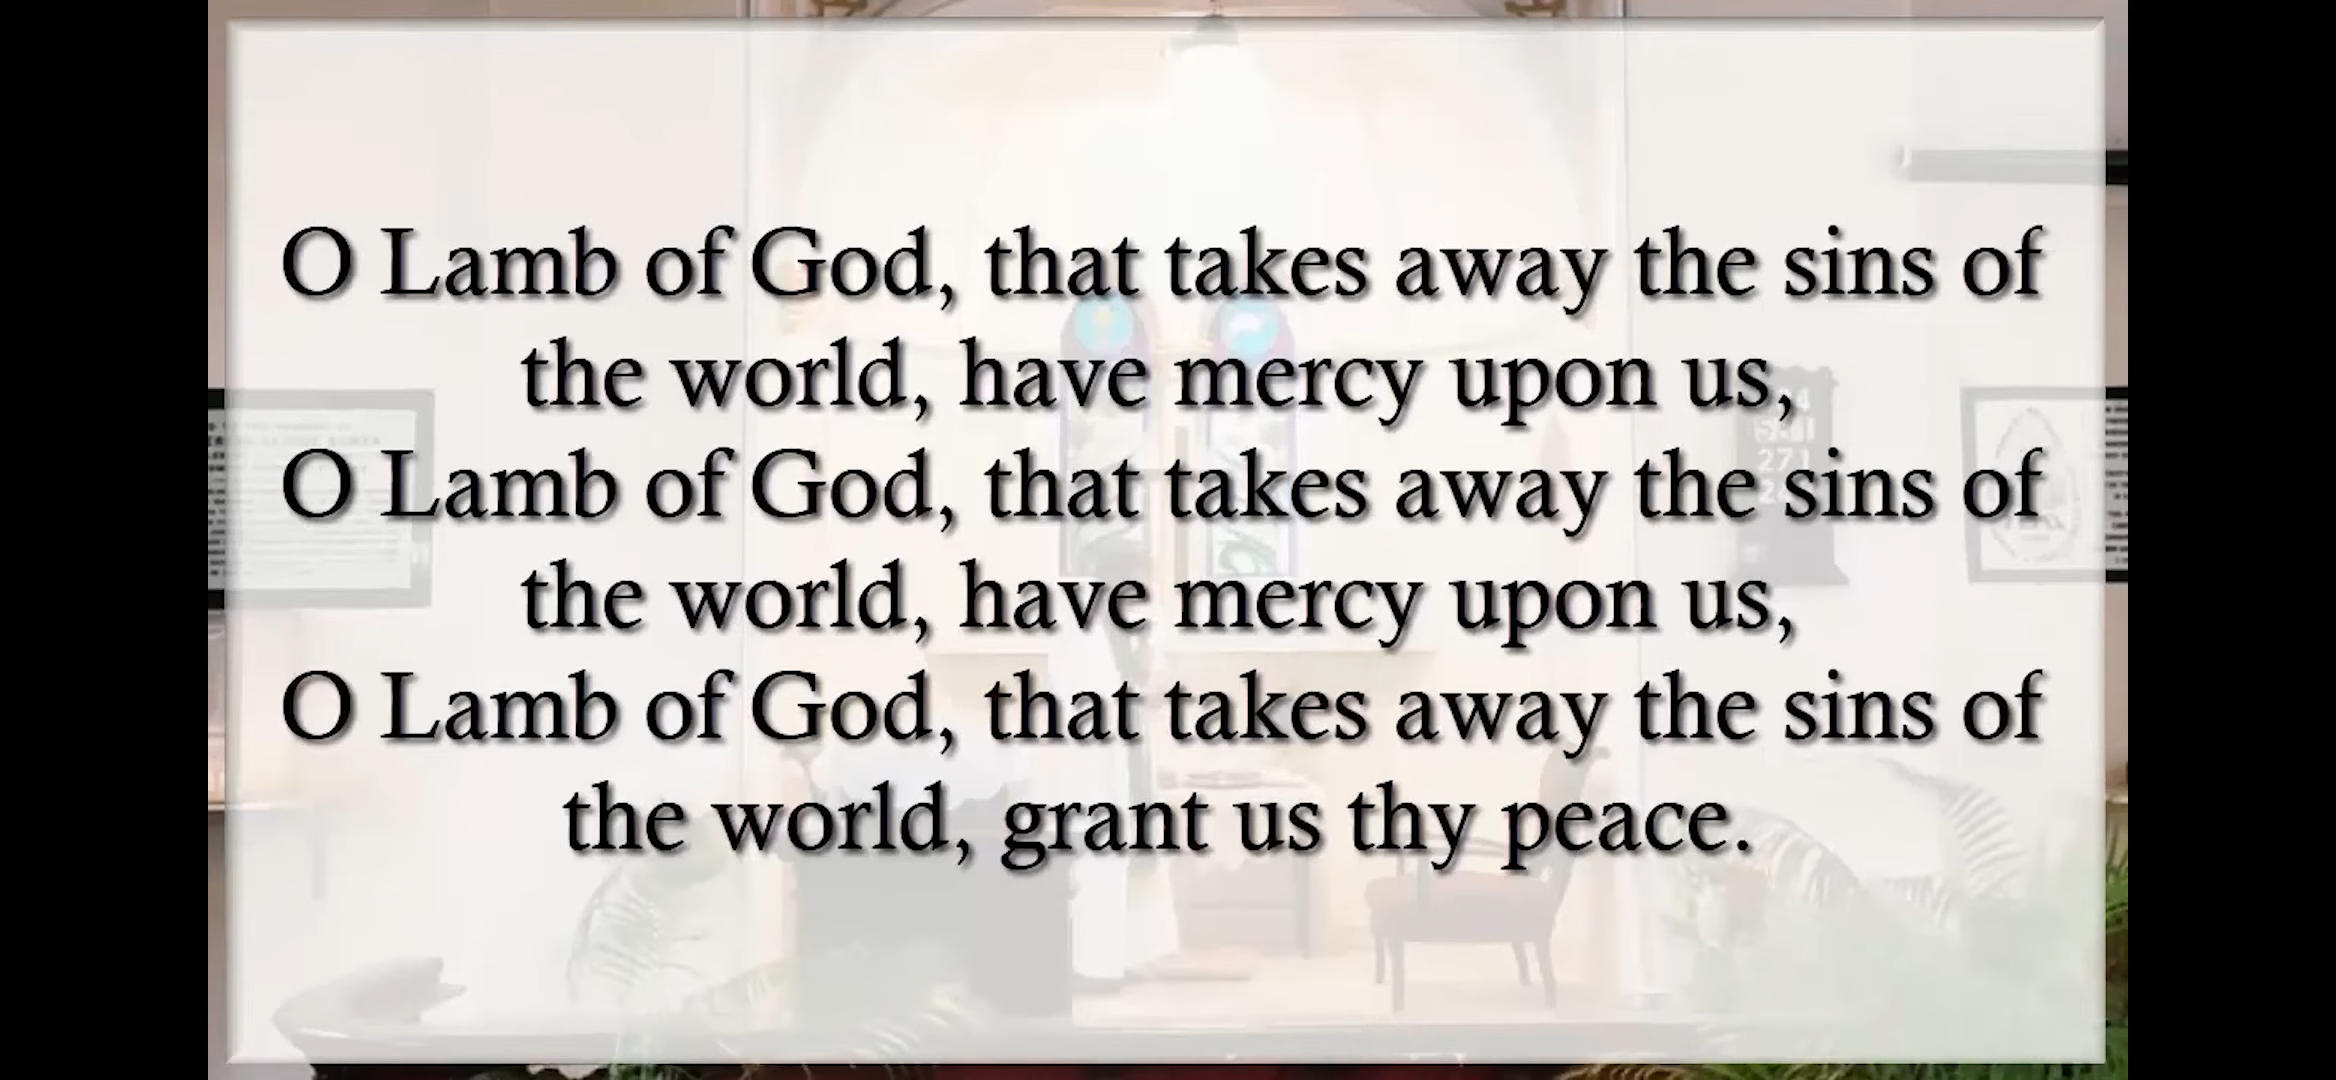 O Lamb of God, that takes away the sins of
the world, have mercy upon us,
O Lamb of God, that takes away the sins of
the world, have mercy upon us,
O Lamb of God, that takes away the sins of
the world, grant us thy peace.
271